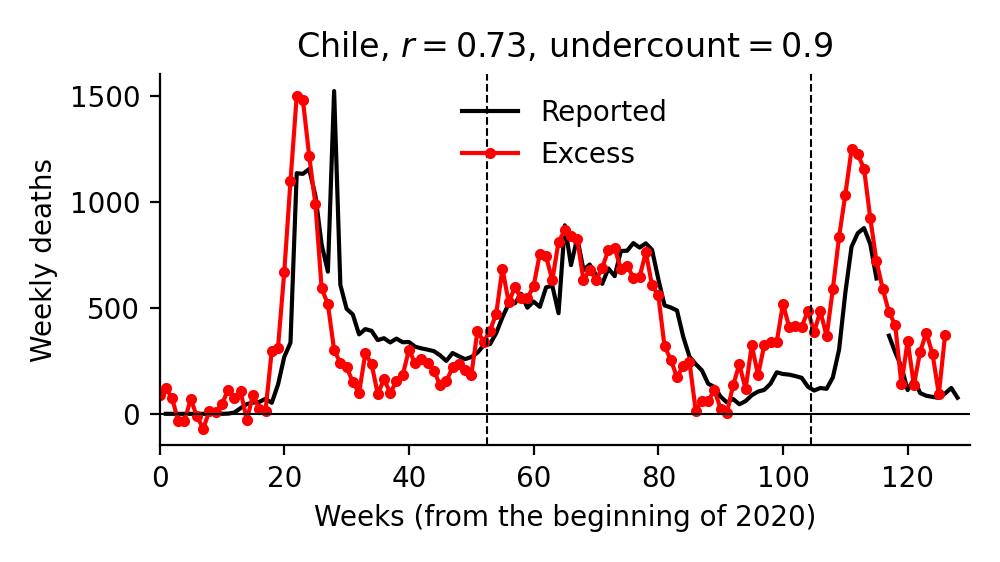 Chile, r = 0.73, undercount = 0.9
Weekly deaths
1500
1000
500
0
Reported
Excess
0 20 40 60 80 100 120
Weeks (from the beginning of 2020)